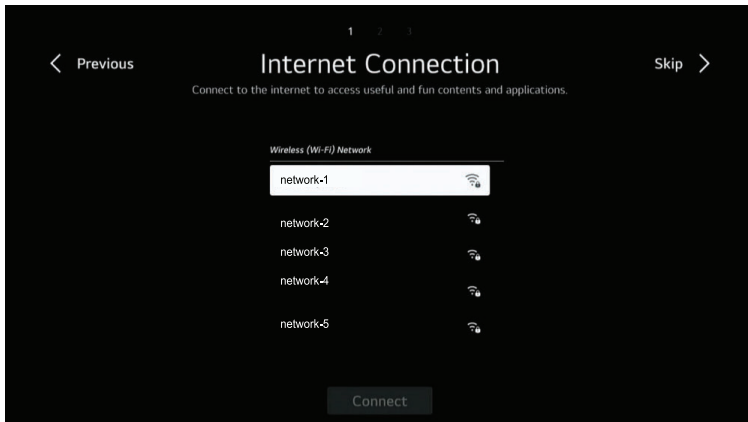 1 2 3
Previous
Internet Connection
Skip
Connect to the internet to access useful and fun contents and applications.
Wireless (Wi-Fi) Network
network-1
network-2
network-3
network-4
network-5
Connect